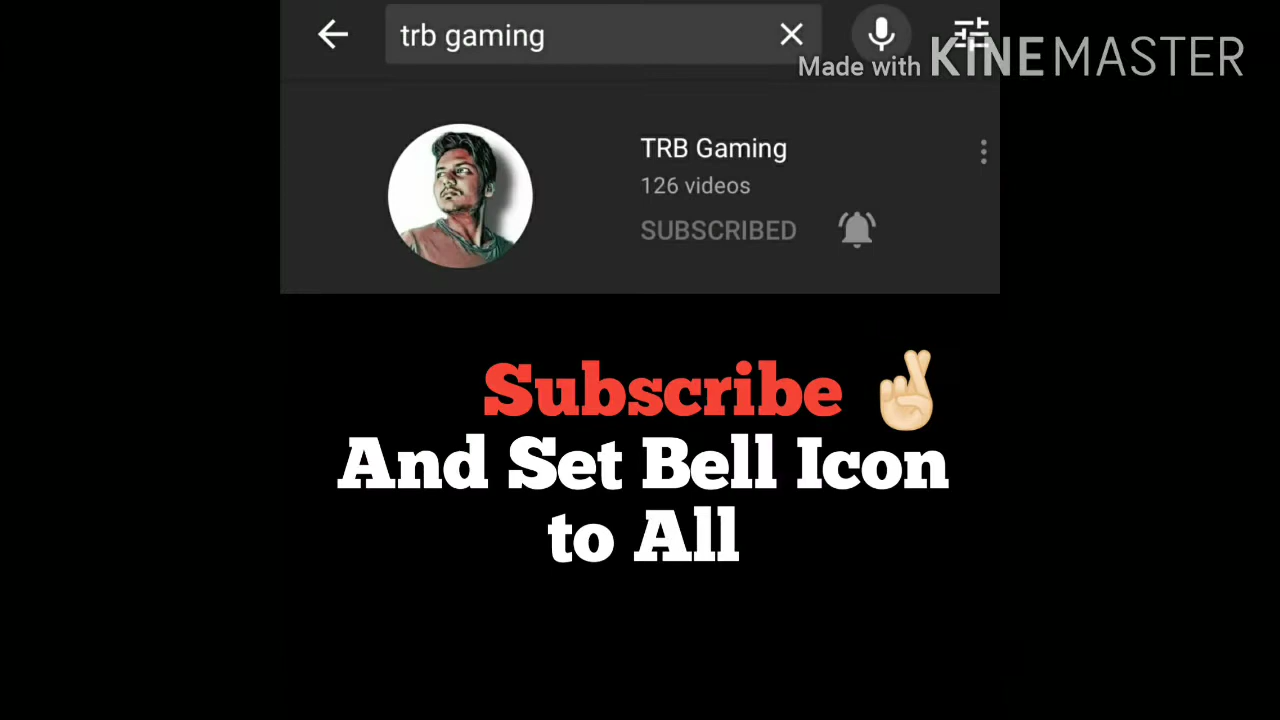 trb gaming
Made with KINEMASTER
TRB Gaming
126 videos
SUBSCRIBED
Subscribe
And Set Bell Icon
to All